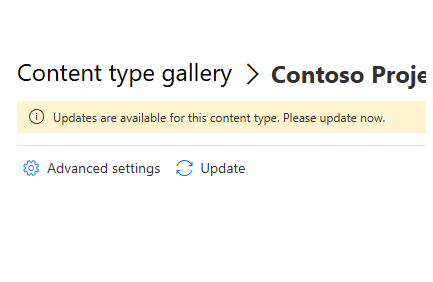 Content type gallery > Contoso Proje
Updates are available for this content type. Please update now.
Advanced settings Update